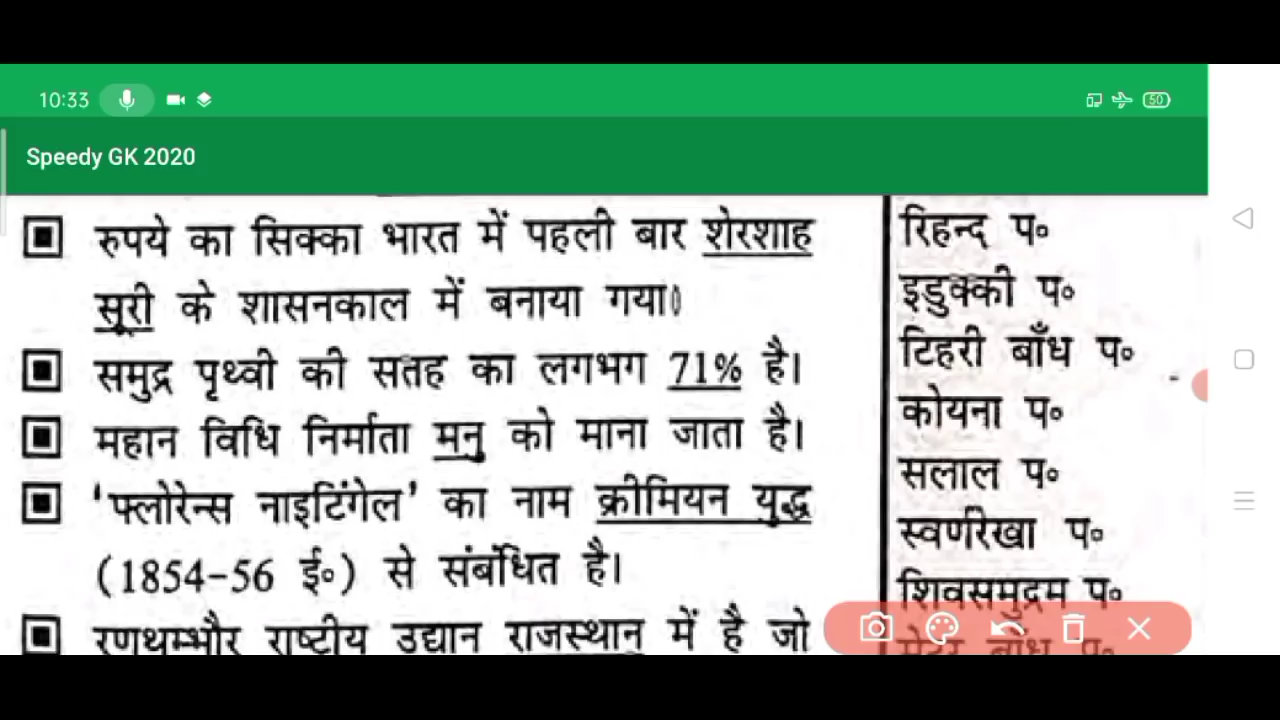 10:33
50
Speedy GK 2020
रुपये का सिक्का भारत में पहली बार शेरशाह
सूरी के शासनकाल में बनाया गया।
समुद्र पृथ्वी की सतह का लगभग 71% है।
महान विधि निर्माता मनु को माना जाता है।
'फ्लोरेन्स नाइटिंगेल' का नाम क्रीमियन युद्ध
(1854-56 ई०) से संबंधित है।
रणथम्भौर राष्ट्रीय उद्यान राजस्थान में है जो
रिहन्द प०
इडुक्की प०
टिहरी बाँध प०
कोयना प०
सलाल प०
स्वर्णरेखा प०
शिवसमुद्रम प०
बाँध प०